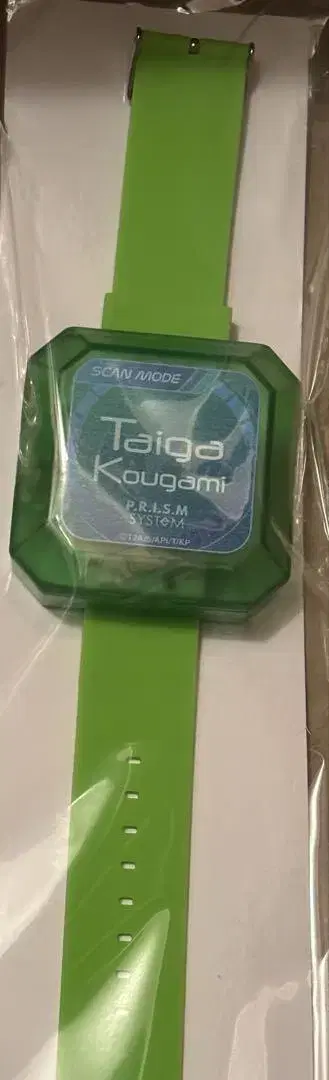 SCAN MODE
Taiga
Kougami
P.R.I.S.M
SYSTEM